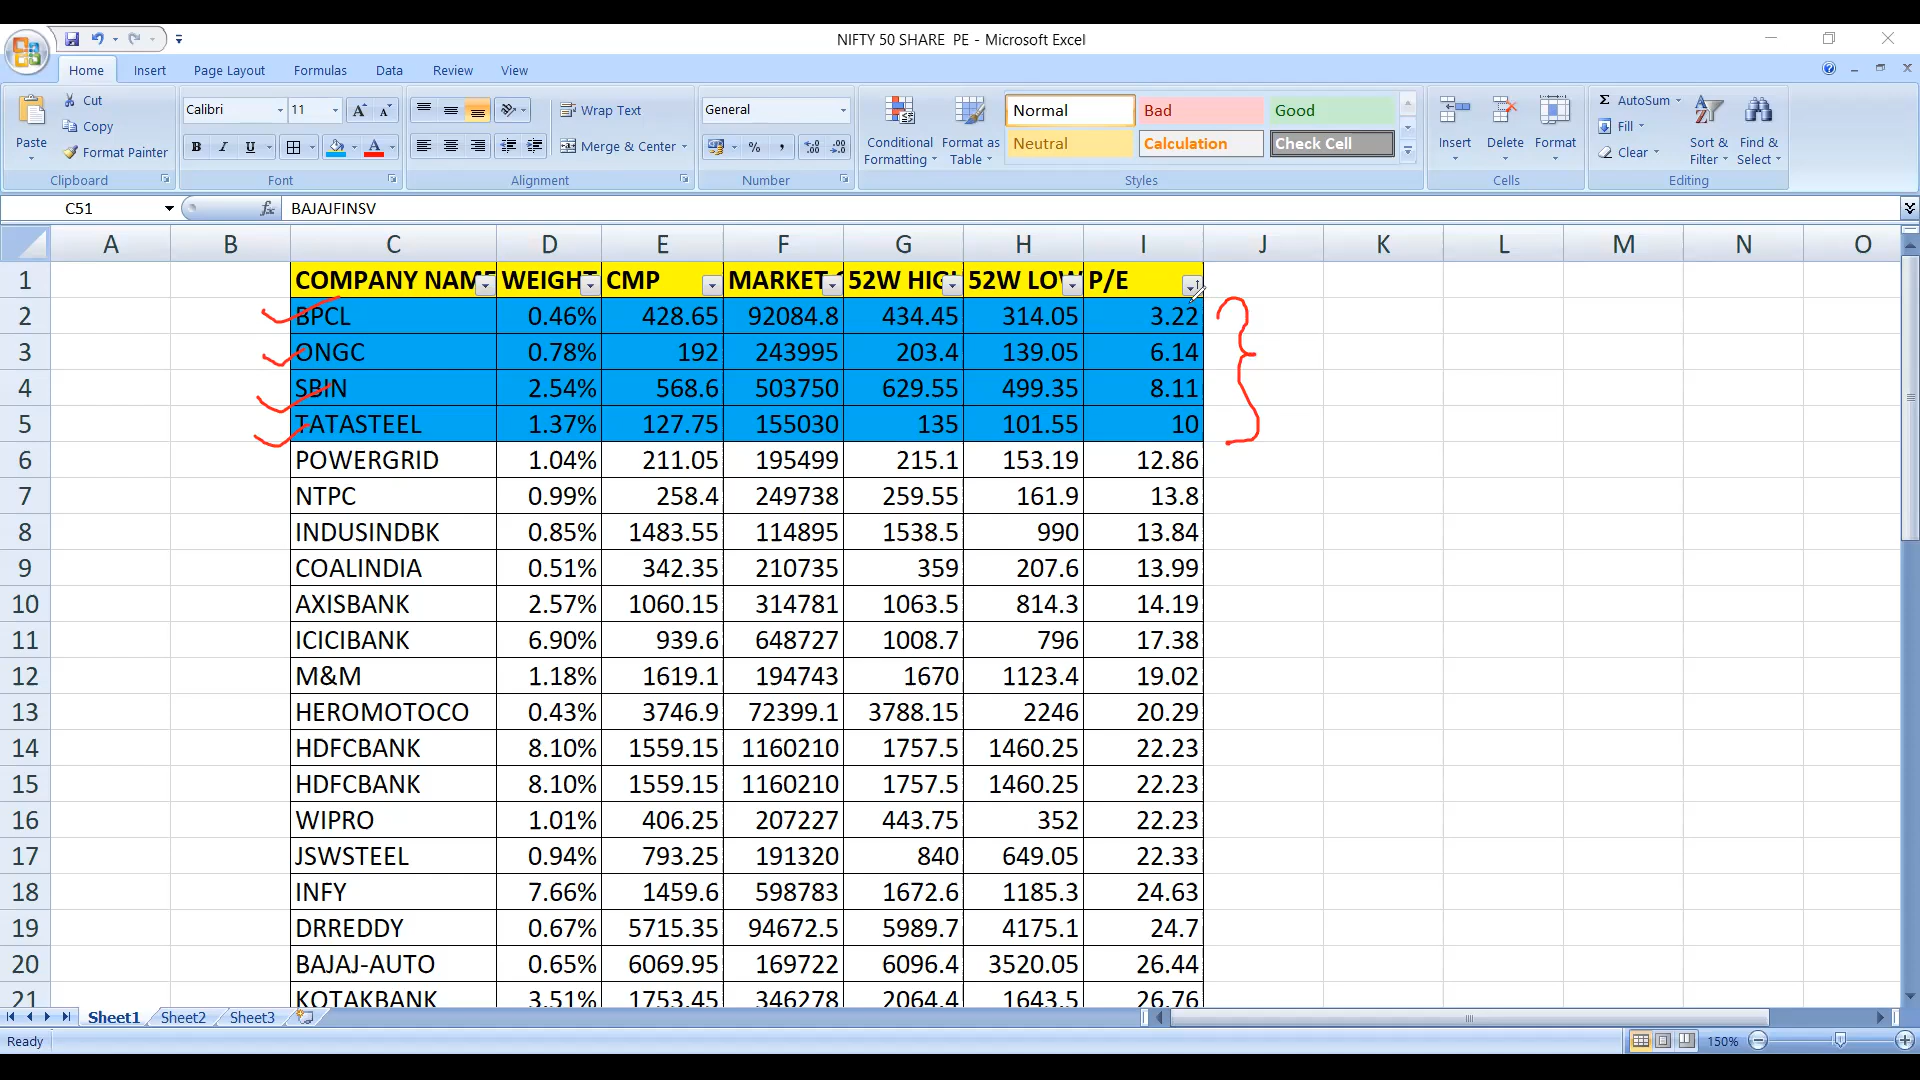 NIFTY 50 SHARE  PE - Microsoft Excel
Home Insert Page Layout Formulas Data Review View
Paste Cut Copy Format Painter Clipboard
Calibri 11 B I U A Font
Wrap Text Merge & Center Alignment
General % , Number
Conditional Formatting Format as Table Normal Bad Good Neutral Calculation Check Cell Styles
Insert Delete Format Cells
Σ AutoSum Fill Clear Sort & Filter Find & Select Editing
C51 fx BAJAJFINSV
A B C D E F G H I J K L M N O
1 COMPANY NAM WEIGHT CMP MARKET 52W HIG 52W LOW P/E
2 BPCL 0.46% 428.65 92084.8 434.45 314.05 3.22
3 ONGC 0.78% 192 243995 203.4 139.05 6.14
4 SBIN 2.54% 568.6 503750 629.55 499.35 8.11
5 TATASTEEL 1.37% 127.75 155030 135 101.55 10
6 POWERGRID 1.04% 211.05 195499 215.1 153.19 12.86
7 NTPC 0.99% 258.4 249738 259.55 161.9 13.8
8 INDUSINDBK 0.85% 1483.55 114895 1538.5 990 13.84
9 COALINDIA 0.51% 342.35 210735 359 207.6 13.99
10 AXISBANK 2.57% 1060.15 314781 1063.5 814.3 14.19
11 ICICIBANK 6.90% 939.6 648727 1008.7 796 17.38
12 M&M 1.18% 1619.1 194743 1670 1123.4 19.02
13 HEROMOTOCO 0.43% 3746.9 72399.1 3788.15 2246 20.29
14 HDFCBANK 8.10% 1559.15 1160210 1757.5 1460.25 22.23
15 HDFCBANK 8.10% 1559.15 1160210 1757.5 1460.25 22.23
16 WIPRO 1.01% 406.25 207227 443.75 352 22.23
17 JSWSTEEL 0.94% 793.25 191320 840 649.05 22.33
18 INFY 7.66% 1459.6 598783 1672.6 1185.3 24.63
19 DRREDDY 0.67% 5715.35 94672.5 5989.7 4175.1 24.7
20 BAJAJ-AUTO 0.65% 6069.95 169722 6096.4 3520.05 26.44
21 KOTAKBANK 3.51% 1753.45 346278 2064.4 1643.5 26.76
Sheet1 Sheet2 Sheet3
Ready 150%